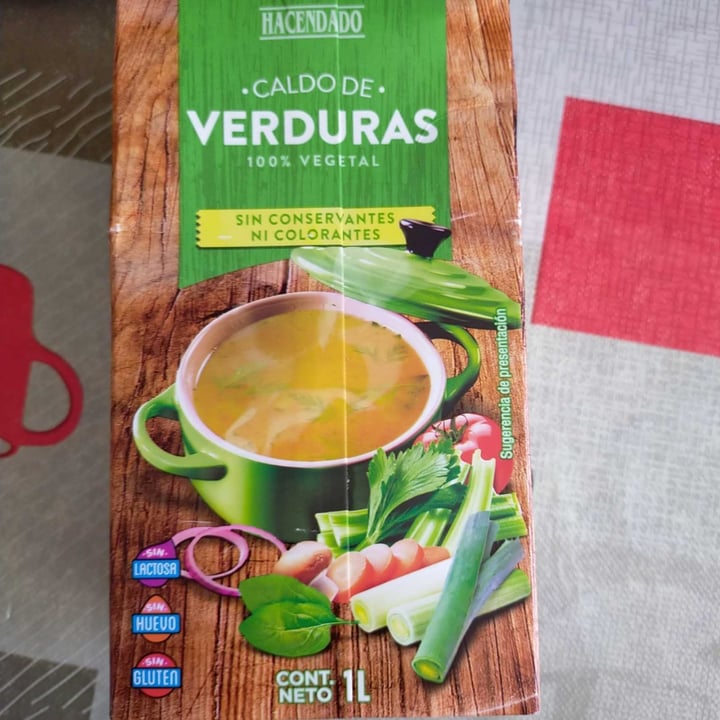 HACENDADO
• CALDO DE •
VERDURAS
100% VEGETAL
SIN CONSERVANTES
NI COLORANTES
Sugerencia de presentación
SIN
LACTOSA
SIN
HUEVO
SIN
GLUTEN
CONT.
NETO 1L